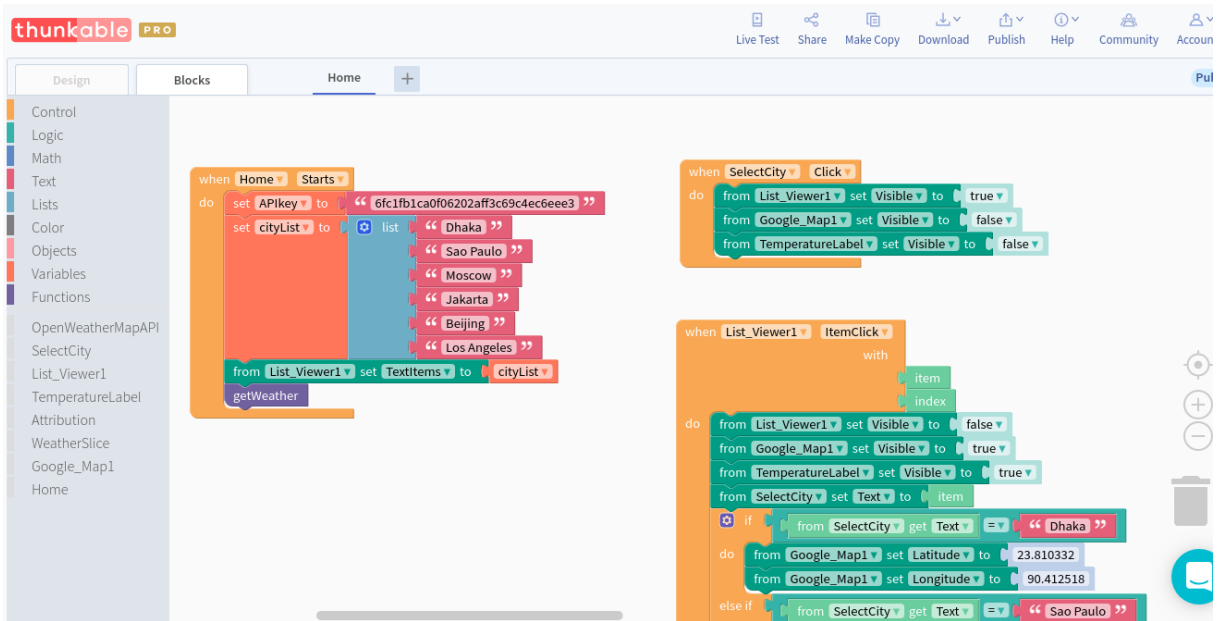 thunkable PRO
Live Test Share Make Copy Download Publish Help Community Accoun
Design Blocks Home + Pul
Control
Logic
Math
Text
Lists
Color
Objects
Variables
Functions
OpenWeatherMapAPI
SelectCity
List_Viewer1
TemperatureLabel
Attribution
WeatherSlice
Google_Map1
Home
when Home Starts
do set APIkey to “ 6fc1fb1ca0f06202aff3c69c4ec6eee3 ”
set cityList to list “ Dhaka ”
“ Sao Paulo ”
“ Moscow ”
“ Jakarta ”
“ Beijing ”
“ Los Angeles ”
from List_Viewer1 set TextItems to cityList
getWeather
when SelectCity Click
do from List_Viewer1 set Visible to true
from Google_Map1 set Visible to false
from TemperatureLabel set Visible to false
when List_Viewer1 ItemClick
with
item
index
do from List_Viewer1 set Visible to false
from Google_Map1 set Visible to true
from TemperatureLabel set Visible to true
from SelectCity set Text to item
if from SelectCity get Text = “ Dhaka ”
do from Google_Map1 set Latitude to 23.810332
from Google_Map1 set Longitude to 90.412518
else if from SelectCity get Text = “ Sao Paulo ”